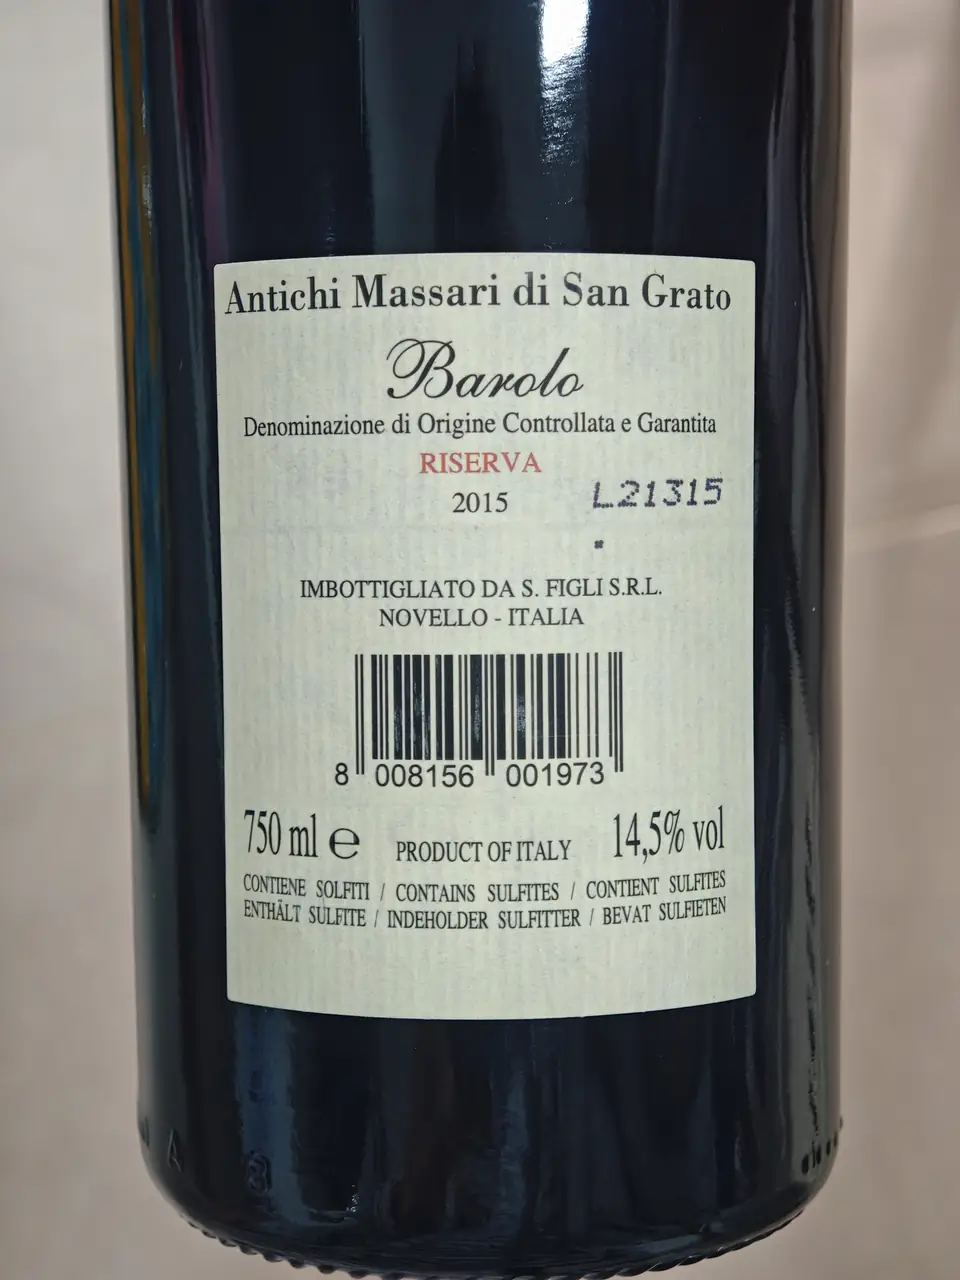 Antichi Massari di San Grato
Barolo
Denominazione di Origine Controllata e Garantita
RISERVA
2015
L.21315
IMBOTTIGLIATO DA S. FIGLI S.R.L.
NOVELLO - ITALIA
8 008156 001973
750 ml ℮ PRODUCT OF ITALY 14,5% vol
CONTIENE SOLFITI / CONTAINS SULFITES / CONTIENT SULFITES
ENTHÄLT SULFITE / INDEHOLDER SULFITTER / BEVAT SULFIETEN